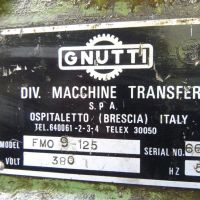 GNUTTI
DIV. MACCHINE TRANSFER
S.P.A.
OSPITALETTO (BRESCIA) ITALY
TEL. 640061-2-3-4 TELEX 30050
MODEL FMO 9-125 SERIAL NO.
VOLT 380 HZ